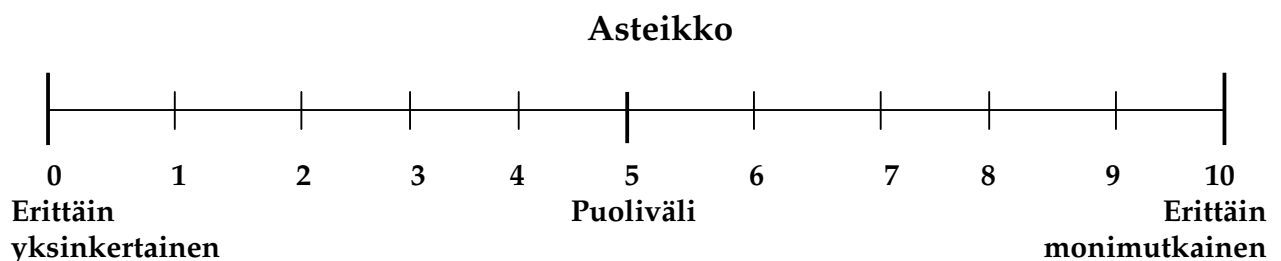 Asteikko
0 1 2 3 4 5 6 7 8 9 10
Erittäin Puoliväli Erittäin
yksinkertainen monimutkainen